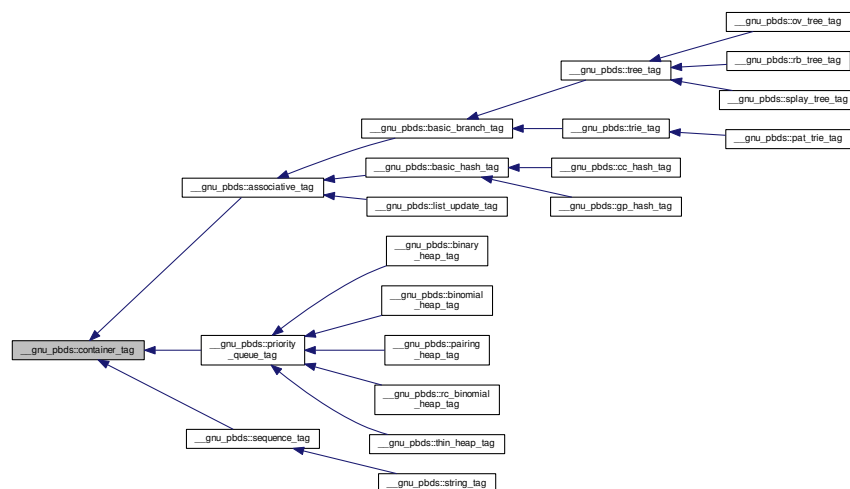 __gnu_pbds::ov_tree_tag
__gnu_pbds::rb_tree_tag
__gnu_pbds::tree_tag
__gnu_pbds::splay_tree_tag
__gnu_pbds::basic_branch_tag
__gnu_pbds::trie_tag
__gnu_pbds::pat_trie_tag
__gnu_pbds::basic_hash_tag
__gnu_pbds::cc_hash_tag
__gnu_pbds::associative_tag
__gnu_pbds::list_update_tag
__gnu_pbds::gp_hash_tag
__gnu_pbds::binary
_heap_tag
__gnu_pbds::binomial
_heap_tag
__gnu_pbds::container_tag
__gnu_pbds::priority
_queue_tag
__gnu_pbds::pairing
_heap_tag
__gnu_pbds::rc_binomial
_heap_tag
__gnu_pbds::sequence_tag
__gnu_pbds::thin_heap_tag
__gnu_pbds::string_tag